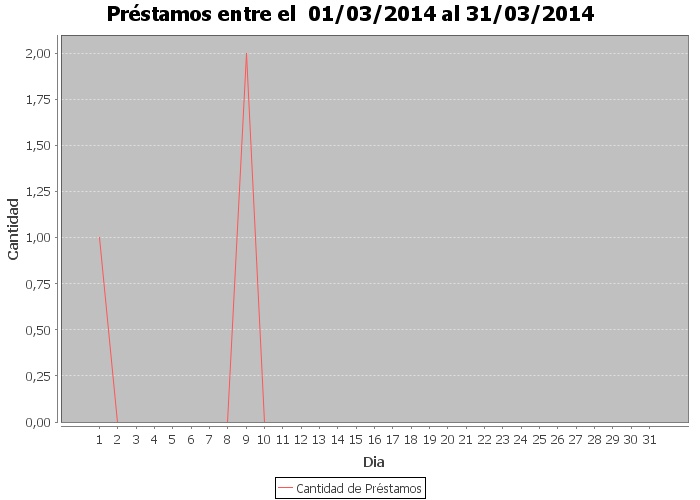 Préstamos entre el 01/03/2014 al 31/03/2014
Cantidad
2,00
1,75
1,50
1,25
1,00
0,75
0,50
0,25
0,00
1 2 3 4 5 6 7 8 9 10 11 12 13 14 15 16 17 18 19 20 21 22 23 24 25 26 27 28 29 30 31
Dia
Cantidad de Préstamos